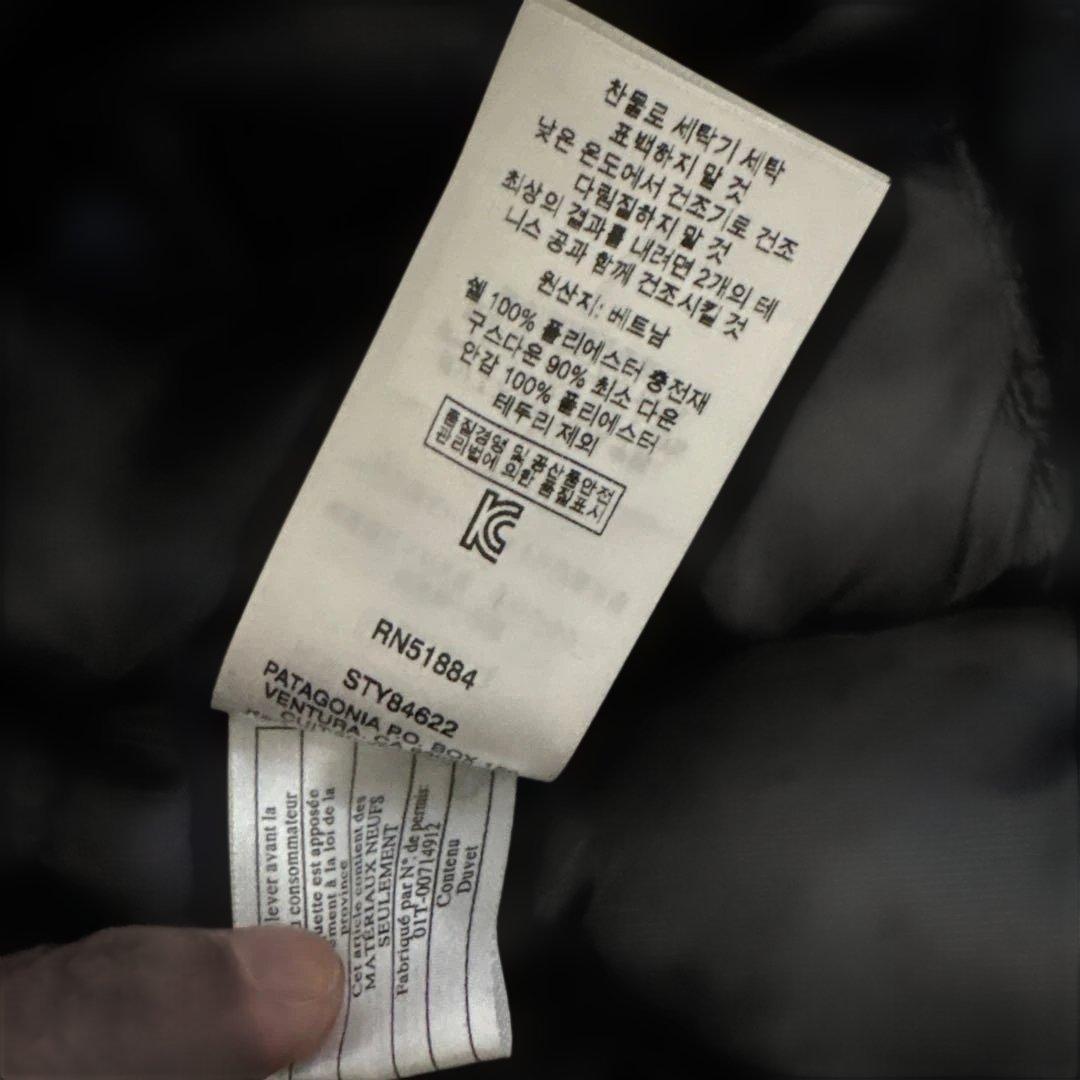 찬물로 세탁기 세탁
표백하지 말 것
낮은 온도에서 건조기로 건조
다림질하지 말 것
최상의 결과를 내려면 2개의 테
니스 공과 함께 건조시킬 것
원산지: 베트남
쉘 100% 폴리에스터 충전재
구스다운 90% 최소 다운
안감 100% 폴리에스터
테두리 제외
품질경영 및 공산품안전
관리법에 의한 품질표시
KC
RN51884
STY84622
PATAGONIA P.O. BOX
VENTURA, CA
lever avant la
consommateur
uette est apposée
ment à la loi de la
province
Cet article contient des
MATÉRIAUX NEUFS
SEULEMENT
Fabriqué par N°. de permis:
01T-00714912
Contenu
Duvet